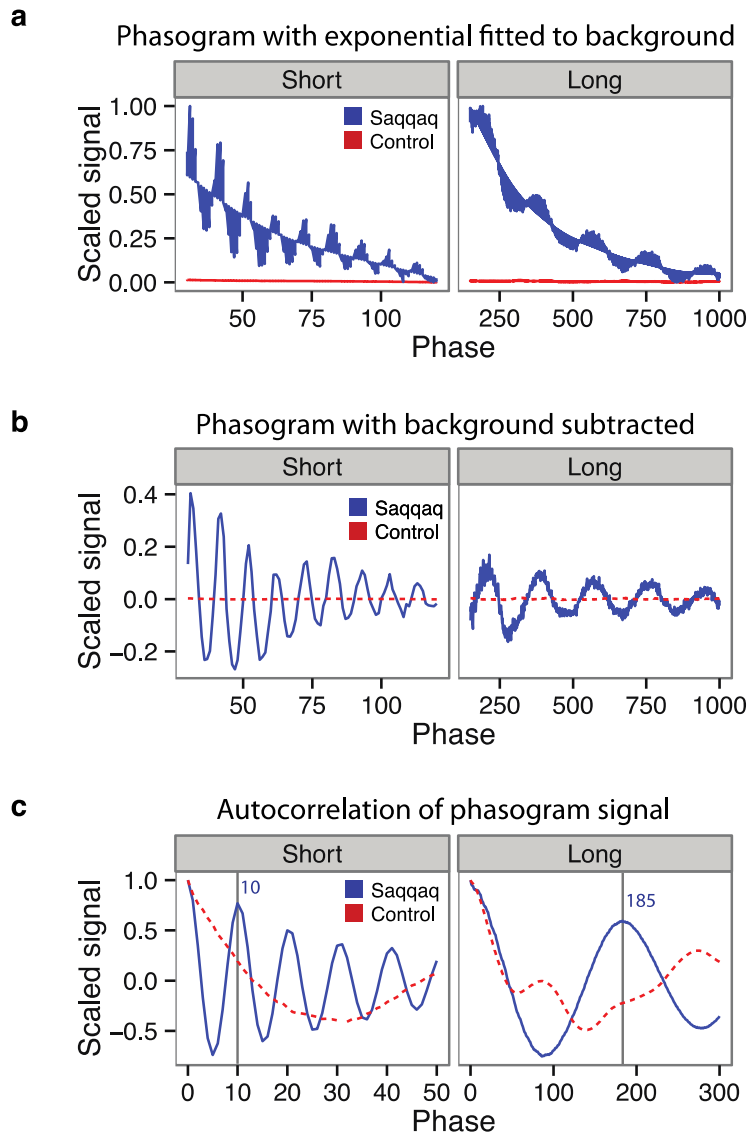 a
Phasogram with exponential fitted to background
Short
Long
Scaled signal
1.00
0.75
0.50
0.25
0.00
Saqqaq
Control
50
75
100
250
500
750
1000
Phase
b
Phasogram with background subtracted
Short
Long
Scaled signal
0.4
0.2
0.0
−0.2
Saqqaq
Control
50
75
100
250
500
750
1000
Phase
c
Autocorrelation of phasogram signal
Short
Long
Scaled signal
1.0
0.5
0.0
−0.5
10
Saqqaq
Control
185
0
10
20
30
40
50
0
100
200
300
Phase